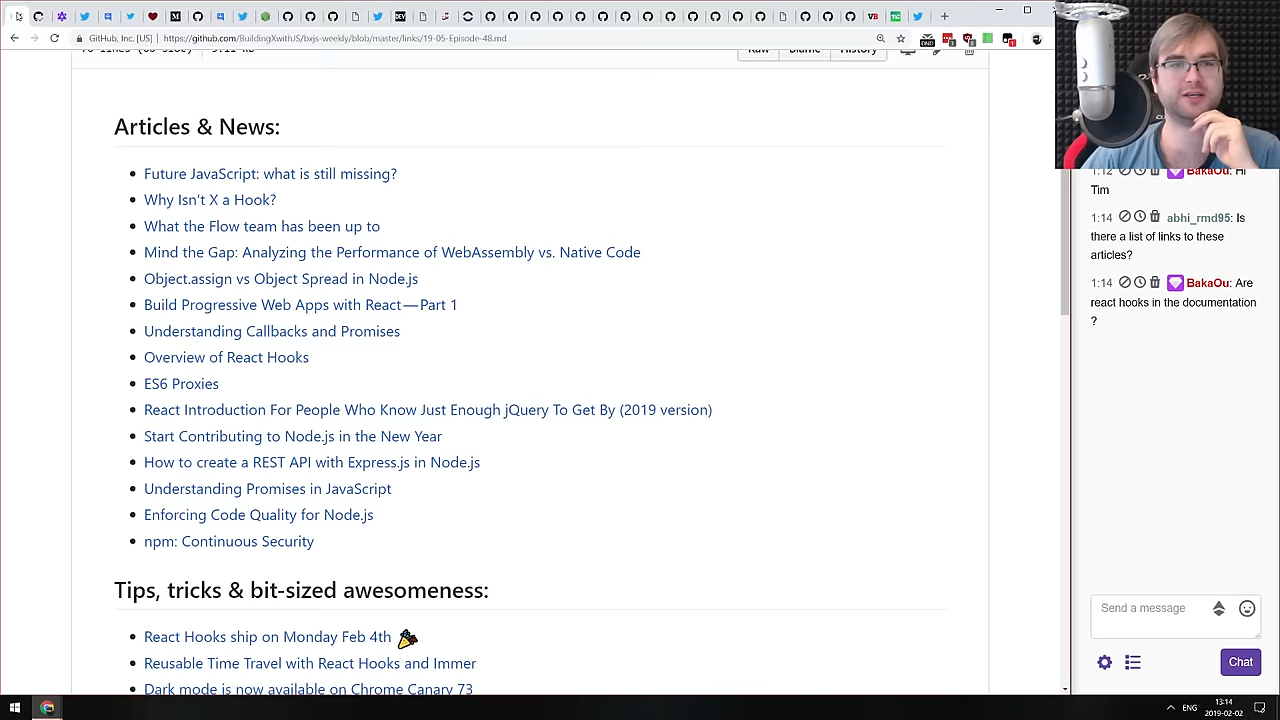 GitHub, Inc. [US] | https://github.com/BuildingXwithJS/bxjs-weekly/blob/master/links/19-05-Episode-48.md
Raw Blame History
Articles & News:
Future JavaScript: what is still missing?
Why Isn't X a Hook?
What the Flow team has been up to
Mind the Gap: Analyzing the Performance of WebAssembly vs. Native Code
Object.assign vs Object Spread in Node.js
Build Progressive Web Apps with React — Part 1
Understanding Callbacks and Promises
Overview of React Hooks
ES6 Proxies
React Introduction For People Who Know Just Enough jQuery To Get By (2019 version)
Start Contributing to Node.js in the New Year
How to create a REST API with Express.js in Node.js
Understanding Promises in JavaScript
Enforcing Code Quality for Node.js
npm: Continuous Security
Tips, tricks & bit-sized awesomeness:
React Hooks ship on Monday Feb 4th
Reusable Time Travel with React Hooks and Immer
Dark mode is now available on Chrome Canary 73
1:12 BakaOu: Hi
Tim
1:14 abhi_rmd95: Is
there a list of links to these
articles?
1:14 BakaOu: Are
react hooks in the documentation
?
Send a message
Chat
ENG
13:14
2019-02-02